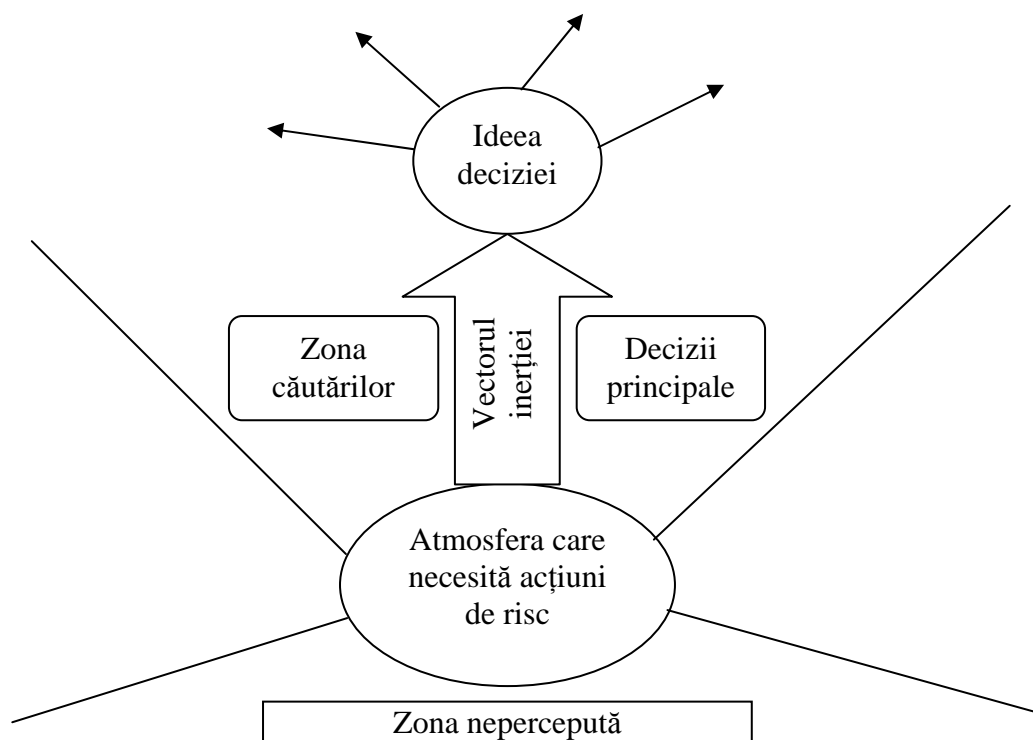 Ideea
deciziei
Zona
căutărilor
Vectorul
inerției
Decizii
principale
Atmosfera care
necesită acțiuni
de risc
Zona nepercepută